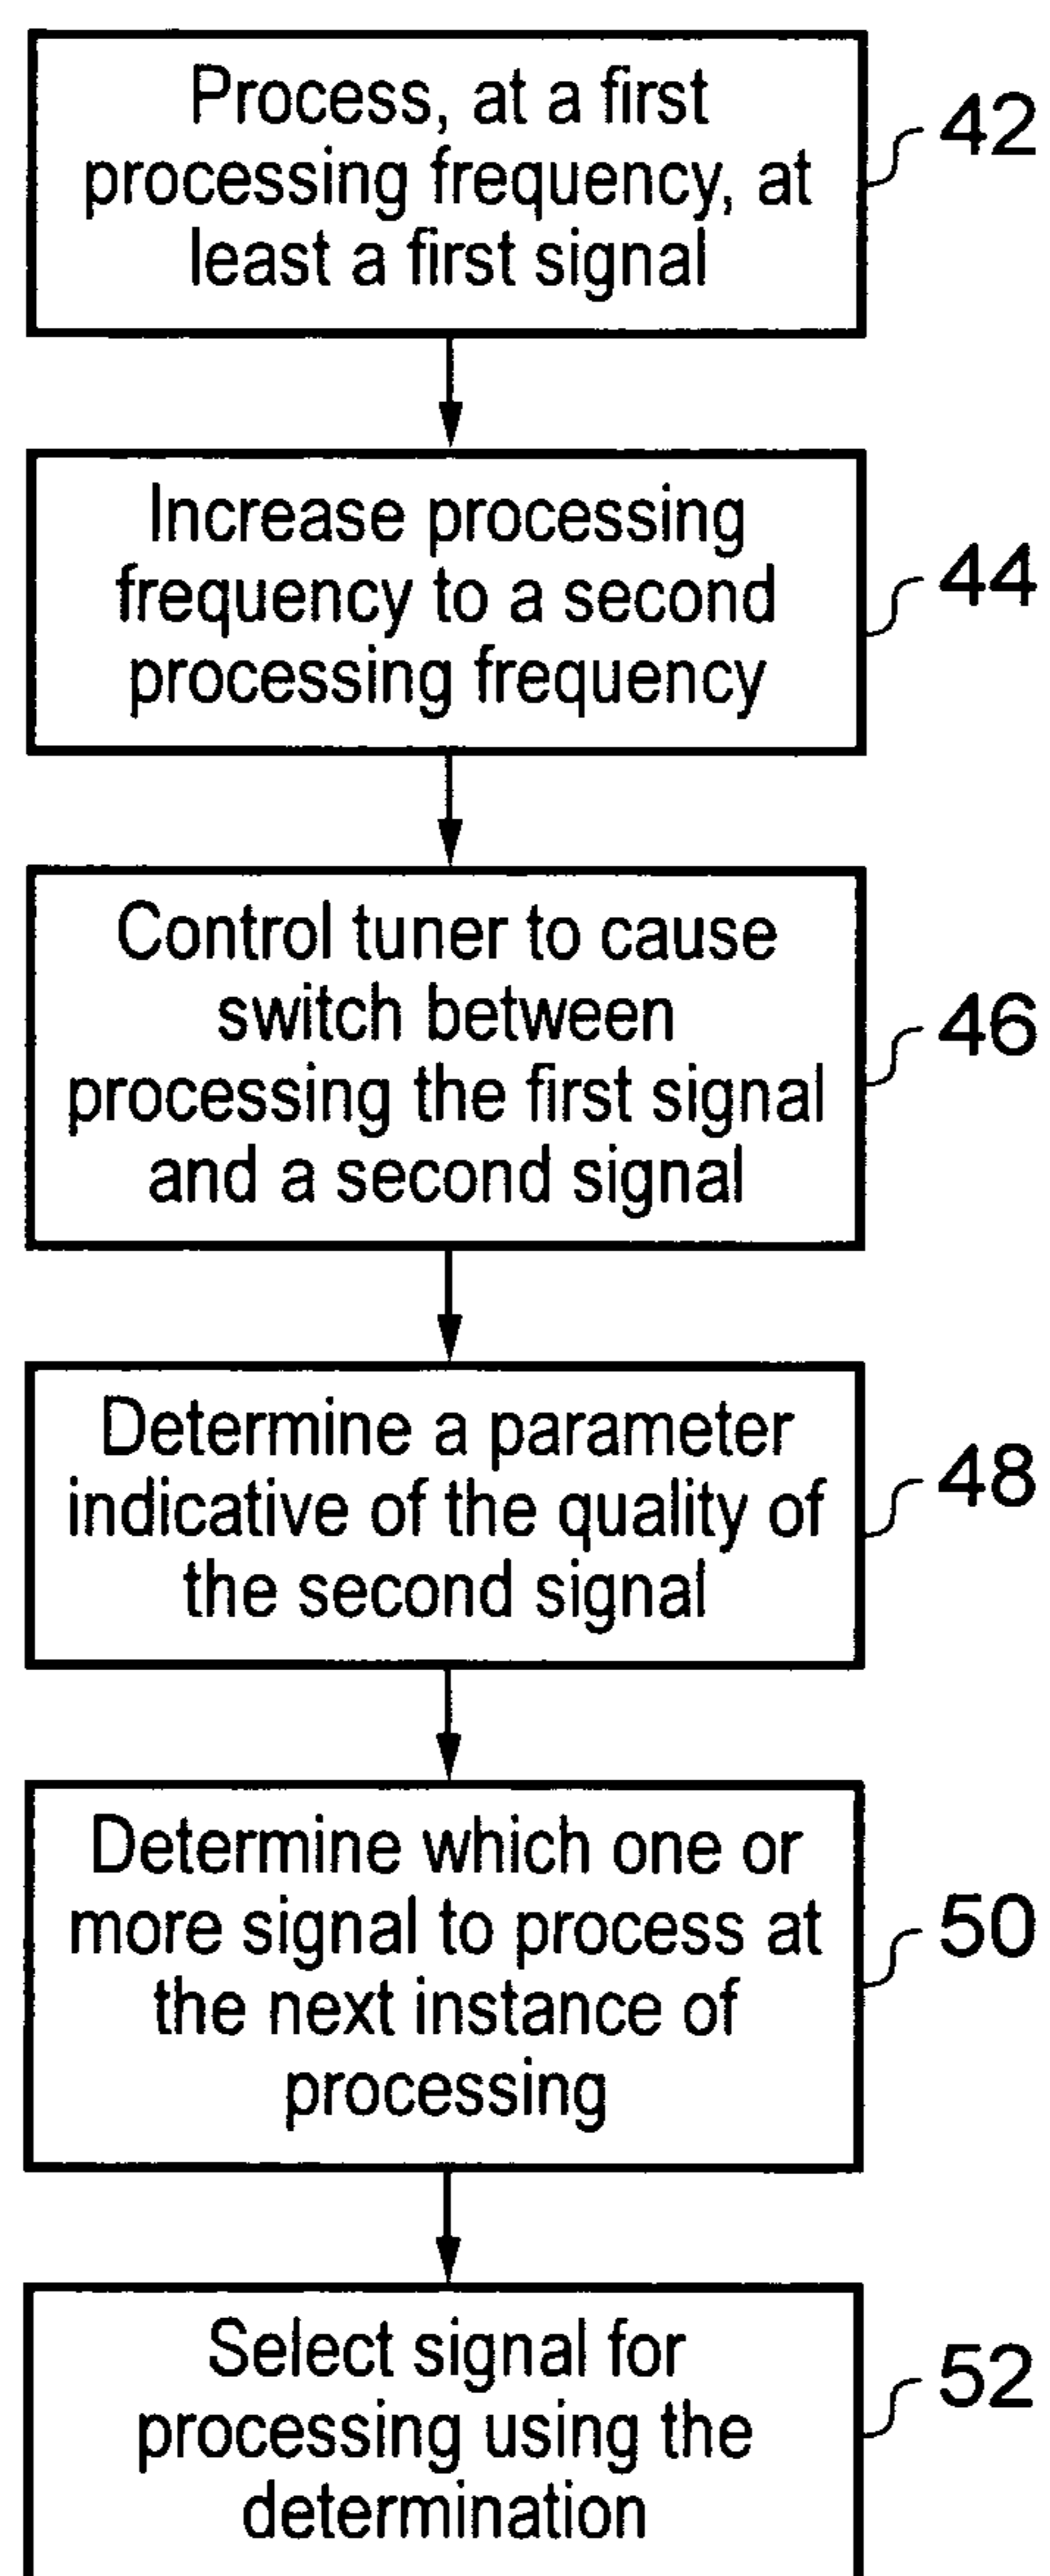 Process, at a first
processing frequency, at
least a first signal
42
Increase processing
frequency to a second
processing frequency
44
Control tuner to cause
switch between
processing the first signal
and a second signal
46
Determine a parameter
indicative of the quality of
the second signal
48
Determine which one or
more signal to process at
the next instance of
processing
50
Select signal for
processing using the
determination
52